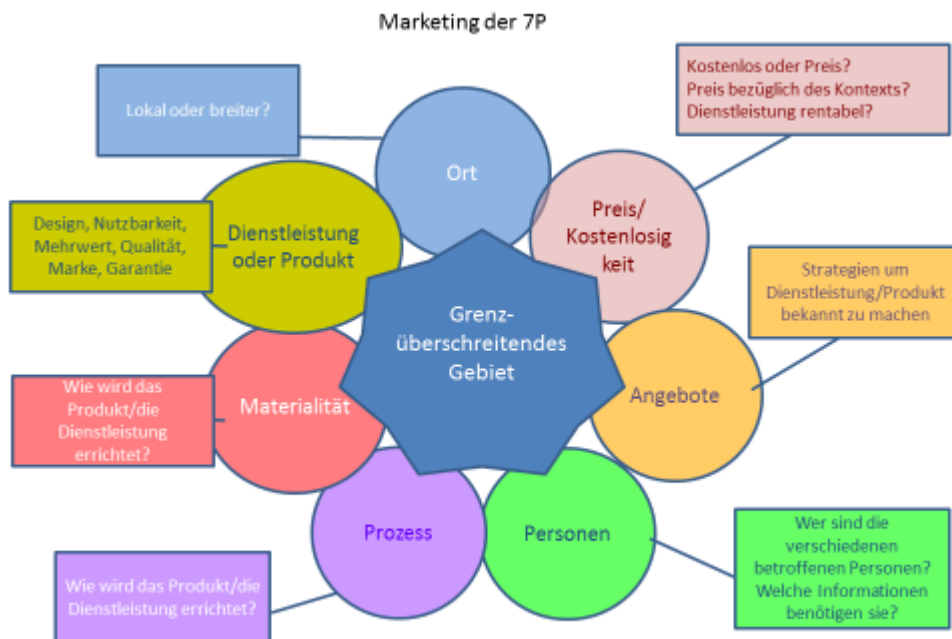 Marketing der 7P
Lokal oder breiter?
Ort
Kostenlos oder Preis?
Preis bezüglich des Kontexts?
Dienstleistung rentabel?
Preis/
Kostenlosig
keit
Design, Nutzbarkeit,
Mehrwert, Qualität,
Marke, Garantie
Dienstleistung
oder Produkt
Grenz-
überschreitendes
Gebiet
Strategien um
Dienstleistung/Produkt
bekannt zu machen
Angebote
Wie wird das
Produkt/die
Dienstleistung
errichtet?
Materialität
Prozess
Personen
Wer sind die
verschiedenen
betroffenen Personen?
Welche Informationen
benötigen sie?
Wie wird das Produkt/die
Dienstleistung errichtet?